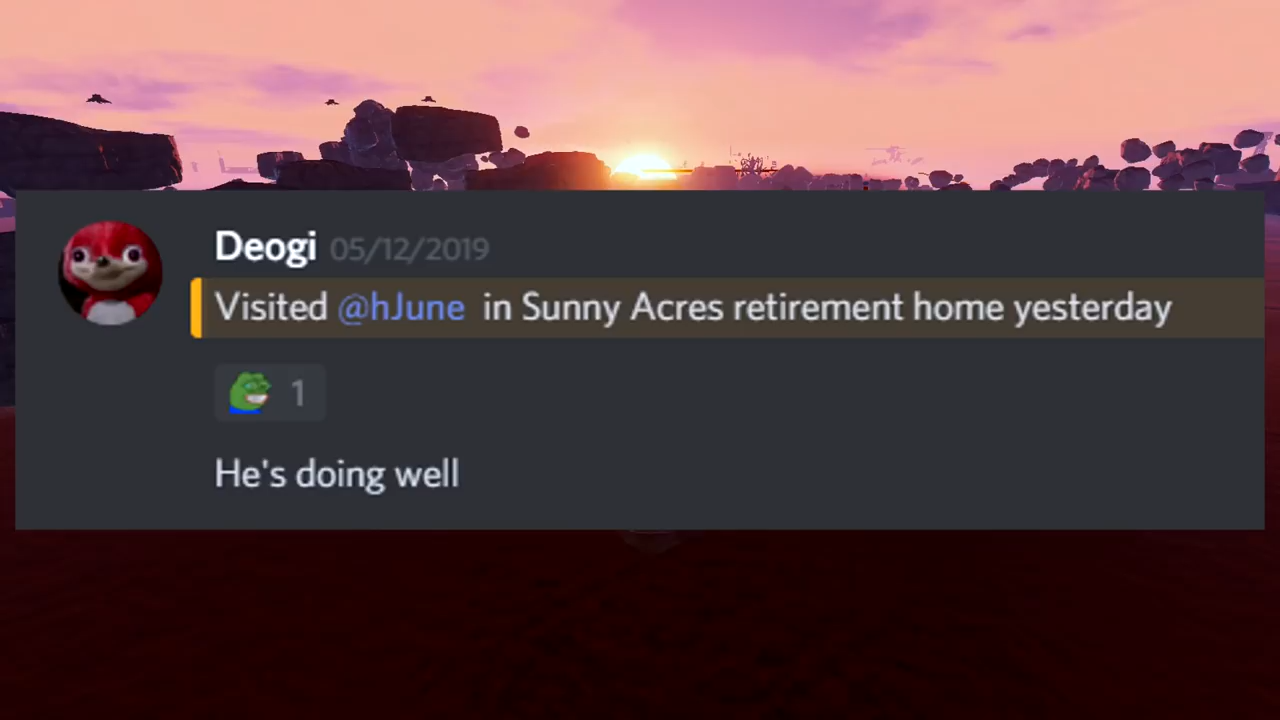 Deogi 05/12/2019
Visited @hJune in Sunny Acres retirement home yesterday
1
He's doing well